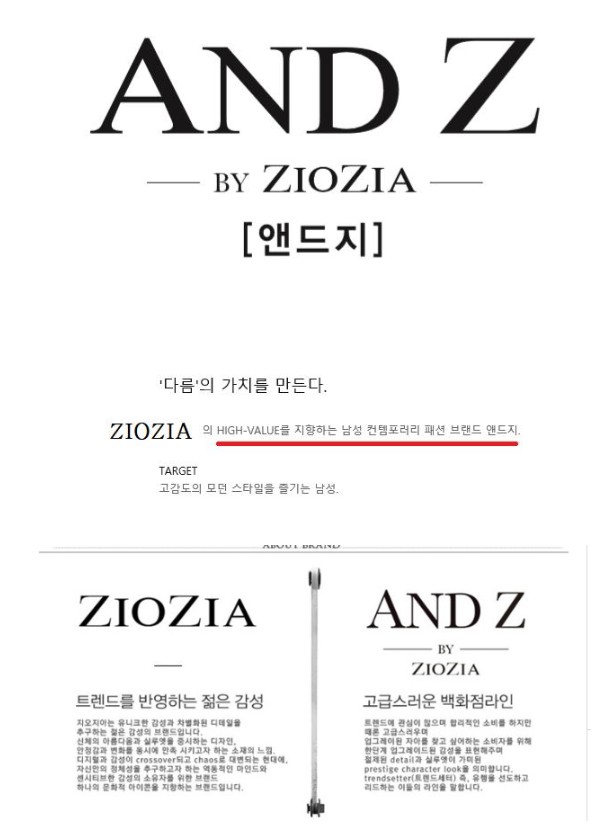 AND Z
BY ZIOZIA
[앤드지]
'다름'의 가치를 만든다.
ZIOZIA 의 HIGH-VALUE를 지향하는 남성 컨템포러리 패션 브랜드 앤드지.
TARGET
고감도의 모던 스타일을 즐기는 남성.
ABOUT BRAND
ZIOZIA
트렌드를 반영하는 젊은 감성
지오지아는 유니크한 감성과 차별화된 디테일을
추구하는 젊은 감성의 브랜드입니다.
신체의 아름다움과 실루엣을 중시하는 디자인,
안정감과 변화를 동시에 만족 시키고자 하는 소재의 느낌,
디지털과 감성이 crossover되고 chaos로 대변되는 현대에,
자신만의 정체성을 추구하고자 하는 역동적인 마인드와
센시티브한 감성의 소유자를 위한 브랜드
하나의 문화적 아이콘을 지향하는 브랜드입니다.
AND Z
BY
ZIOZIA
고급스러운 백화점라인
트렌드에 관심이 많으며 합리적인 소비를 하지만
때론 고급스러우며
업그레이된 자아를 찾고 싶어하는 소비자를 위해
한단계 업그레이드된 감성을 표현해주며
절제된 detail과 실루엣이 가미된
prestige character look을 의미합니다.
trendsetter(트렌드세터) 즉, 유행을 선도하고
리드하는 이들의 라인을 말합니다.